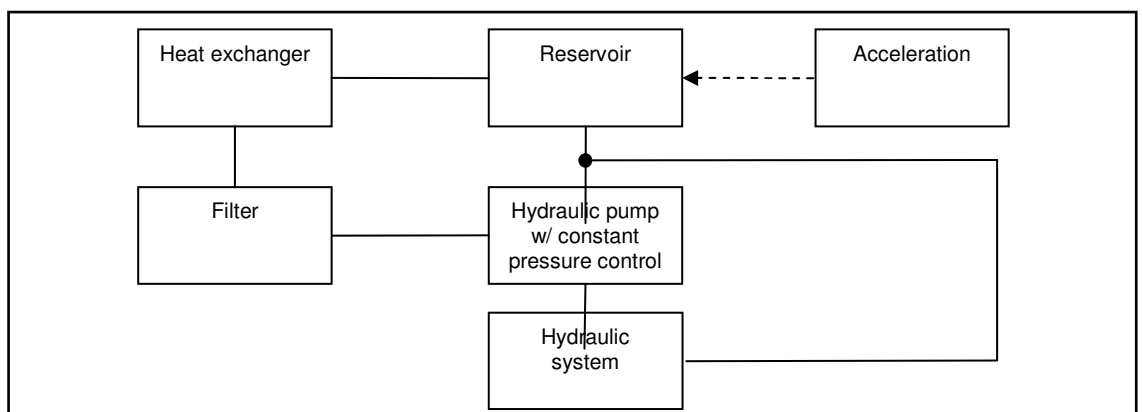 Heat exchanger
Reservoir
Acceleration
Filter
Hydraulic pump
w/ constant
pressure control
Hydraulic
system